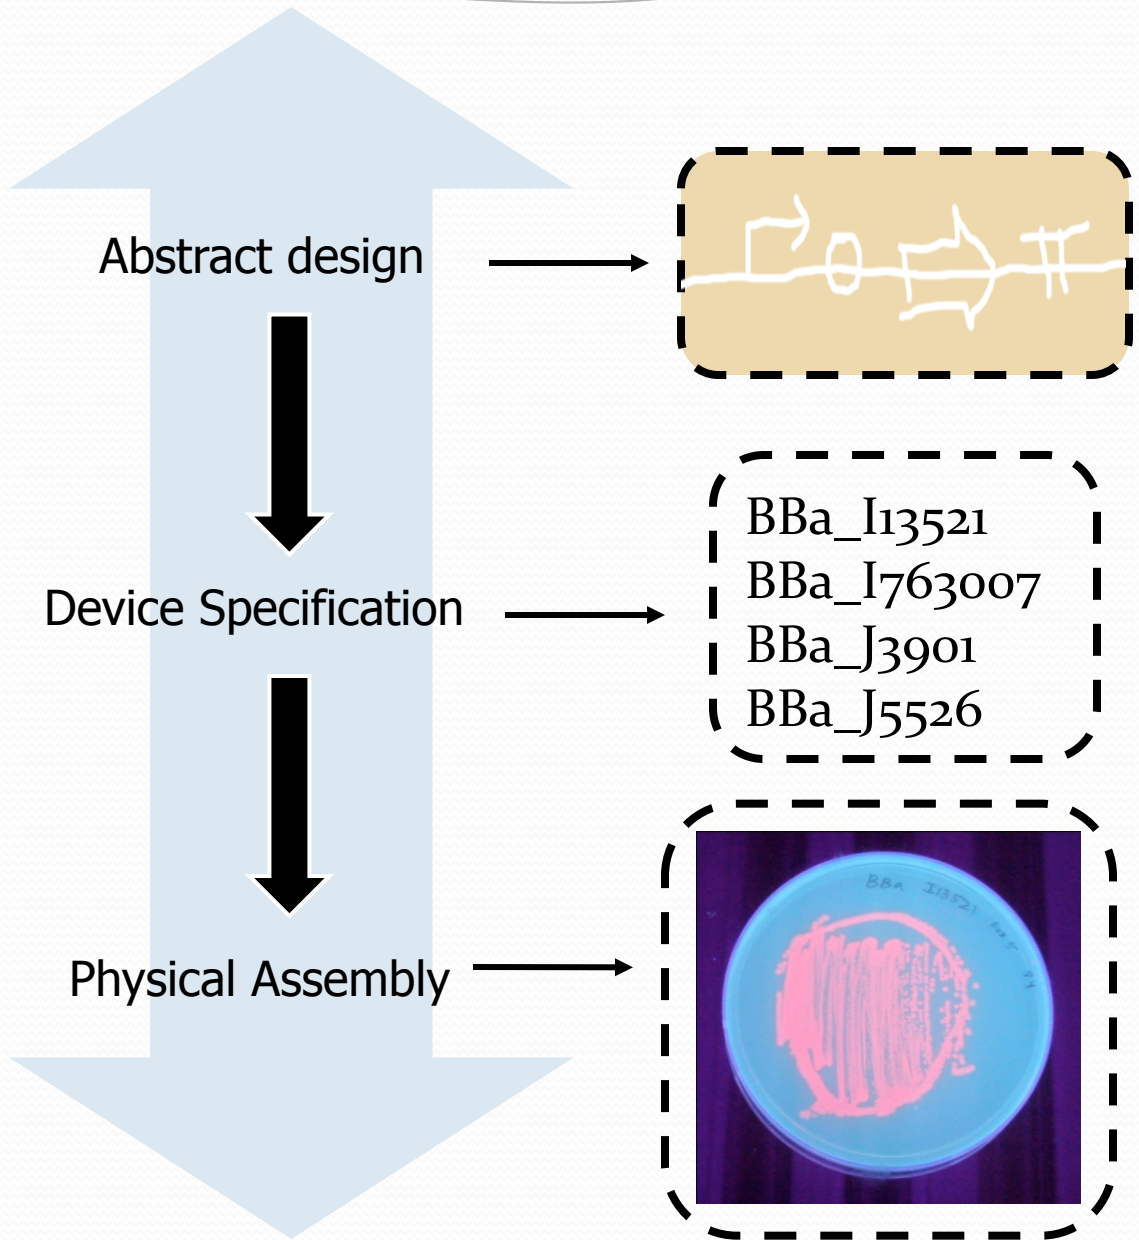 Abstract design
Device Specification
BBa_I13521
BBa_I763007
BBa_J3901
BBa_J5526
Physical Assembly
BBa I13521